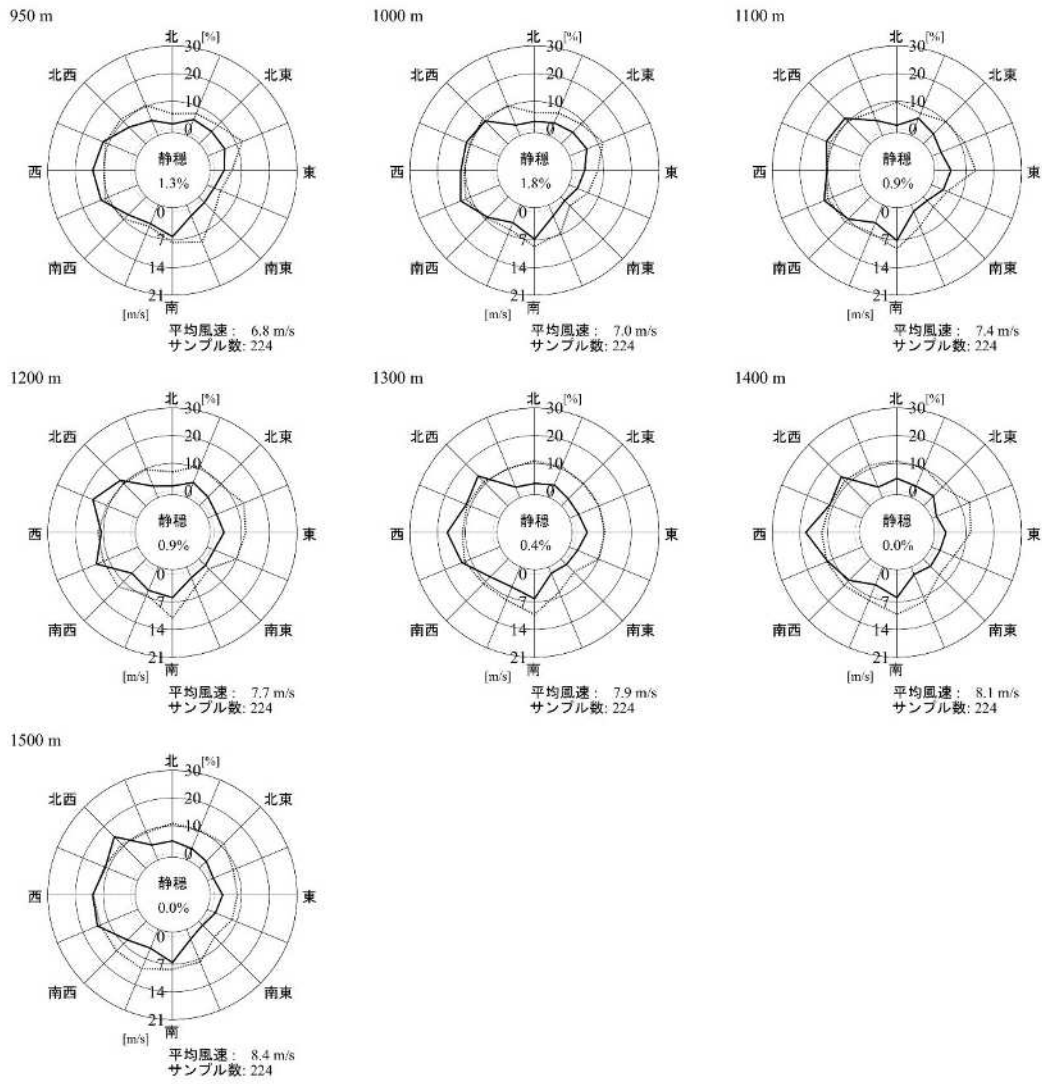 950 m
北
30 [%]
北西
20
北東
10
0
静穏
西
東
1.3%
0
7
南西
南東
14
21
南
[m/s]
平均風速： 6.8 m/s
サンプル数: 224
1000 m
北
30 [%]
北西
20
北東
10
0
静穏
西
東
1.8%
0
7
南西
南東
14
21
南
[m/s]
平均風速： 7.0 m/s
サンプル数: 224
1100 m
北
30 [%]
北西
20
北東
10
0
静穏
西
東
0.9%
0
7
南西
南東
14
21
南
[m/s]
平均風速： 7.4 m/s
サンプル数: 224
1200 m
北
30 [%]
北西
20
北東
10
0
静穏
西
東
0.9%
0
7
南西
南東
14
21
南
[m/s]
平均風速： 7.7 m/s
サンプル数: 224
1300 m
北
30 [%]
北西
20
北東
10
0
静穏
西
東
0.4%
0
7
南西
南東
14
21
南
[m/s]
平均風速： 7.9 m/s
サンプル数: 224
1400 m
北
30 [%]
北西
20
北東
10
0
静穏
西
東
0.0%
0
7
南西
南東
14
21
南
[m/s]
平均風速： 8.1 m/s
サンプル数: 224
1500 m
北
30 [%]
北西
20
北東
10
0
静穏
西
東
0.0%
0
7
南西
南東
14
21
南
[m/s]
平均風速： 8.4 m/s
サンプル数: 224